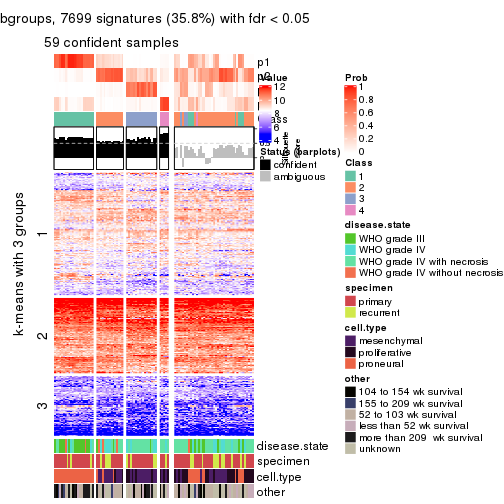 bgroups, 7699 signatures (35.8%) with fdr < 0.05
59 confident samples
p1
Value
12
10
8
6
4
Status (barplots)
confident
ambiguous
Silhouette
score
k-means with 3 groups
1
2
3
disease.state
specimen
cell.type
other
Prob
1
0.8
0.6
0.4
0.2
0
Class
1
2
3
4
disease.state
WHO grade III
WHO grade IV
WHO grade IV with necrosis
WHO grade IV without necrosis
specimen
primary
recurrent
cell.type
mesenchymal
proliferative
proneural
other
104 to 154 wk survival
155 to 209 wk survival
52 to 103 wk survival
less than 52 wk survival
more than 209  wk survival
unknown